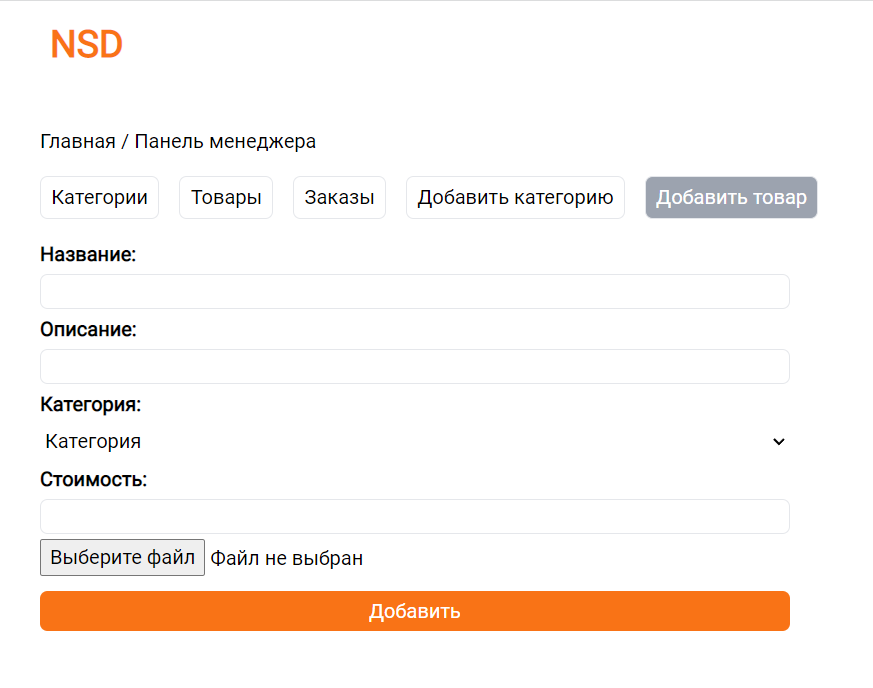 NSD
Главная / Панель менеджера
Категории Товары Заказы Добавить категорию Добавить товар
Название:
Описание:
Категория:
Категория
Стоимость:
Выберите файл Файл не выбран
Добавить